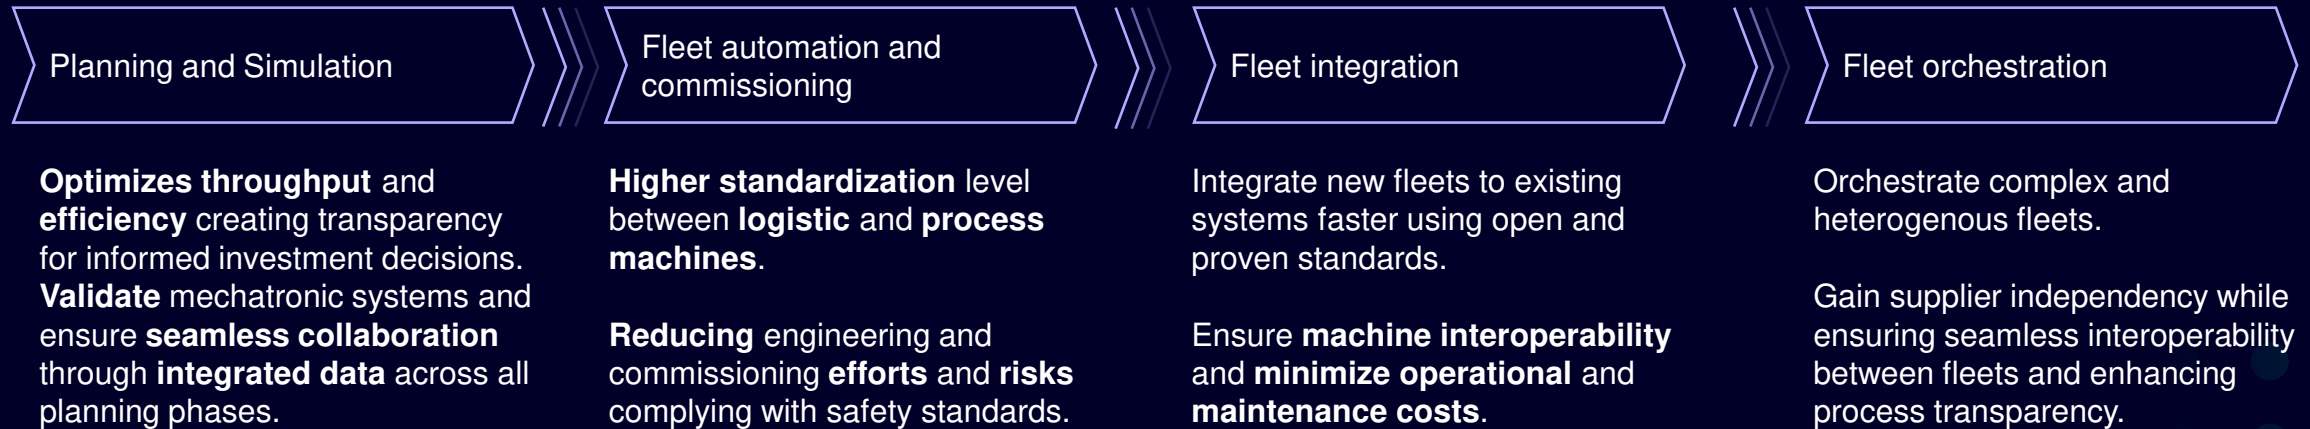 Planning and Simulation
Fleet automation and
commissioning
Fleet integration
Fleet orchestration
Optimizes throughput and
efficiency creating transparency
for informed investment decisions.
Validate mechatronic systems and
ensure seamless collaboration
through integrated data across all
planning phases.
Higher standardization level
between logistic and process
machines.
Reducing engineering and
commissioning efforts and risks
complying with safety standards.
Integrate new fleets to existing
systems faster using open and
proven standards.
Ensure machine interoperability
and minimize operational and
maintenance costs.
Orchestrate complex and
heterogenous fleets.
Gain supplier independency while
ensuring seamless interoperability
between fleets and enhancing
process transparency.